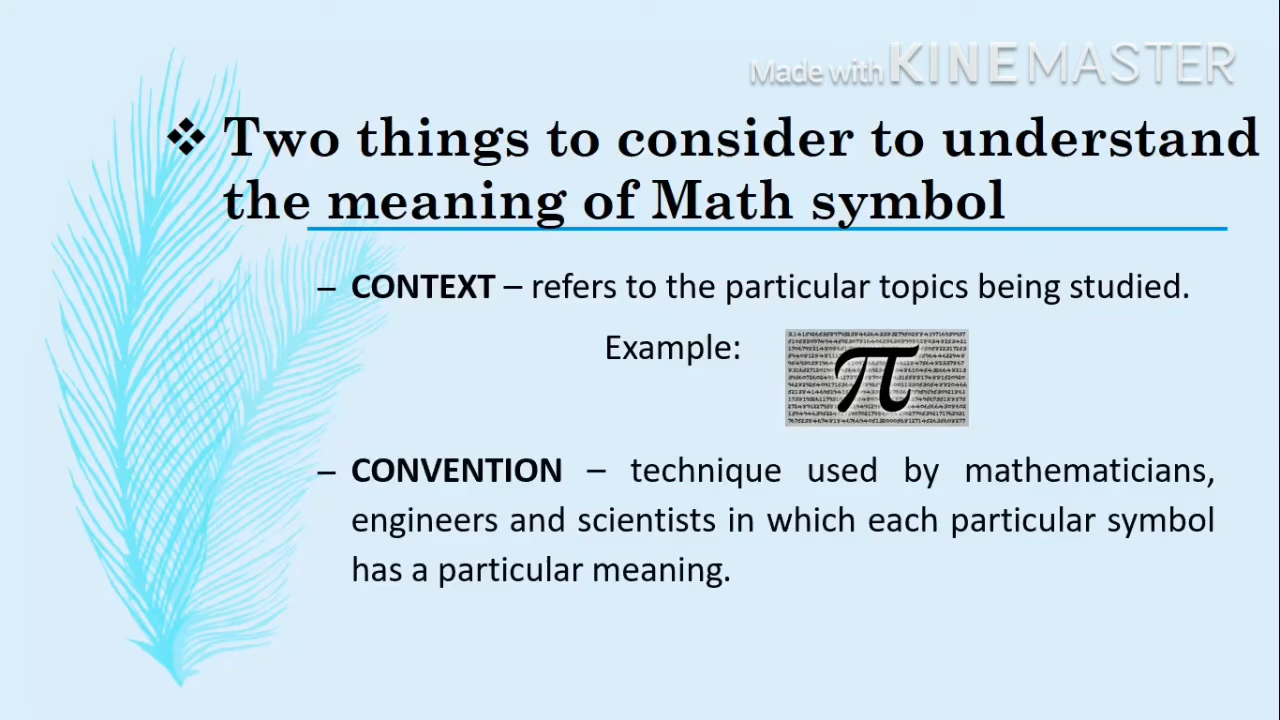 Made with KINEMASTER
❖ Two things to consider to understand
the meaning of Math symbol
– CONTEXT – refers to the particular topics being studied.
Example:
π
– CONVENTION – technique used by mathematicians,
engineers and scientists in which each particular symbol
has a particular meaning.